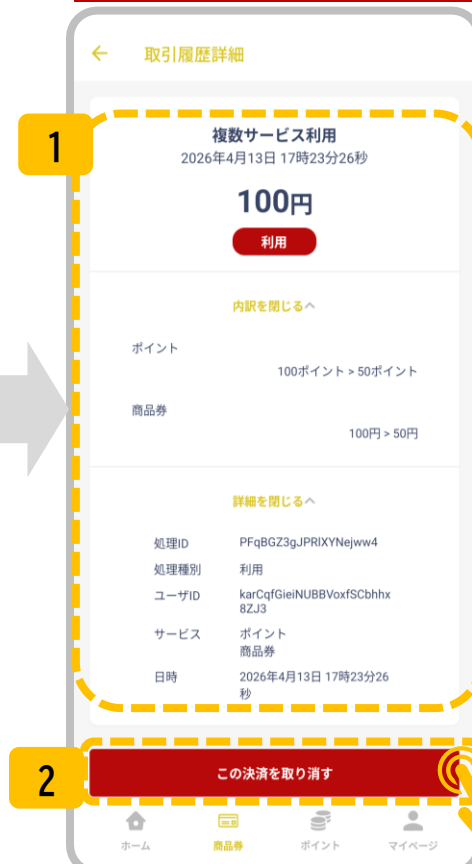 取引履歴詳細
1
複数サービス利用
2026年4月13日 17時23分26秒
100円
利用
内訳を閉じる
ポイント
100ポイント > 50ポイント
商品券
100円 > 50円
詳細を閉じる
処理ID PFqBGZ3gJPRlXYNejww4
処理種別 利用
ユーザID karCqfGieiNUBBVoxfSCbhhx
8ZJ3
サービス ポイント
商品券
日時 2026年4月13日 17時23分26
秒
2
この決済を取り消す
ホーム 商品券 ポイント マイページ